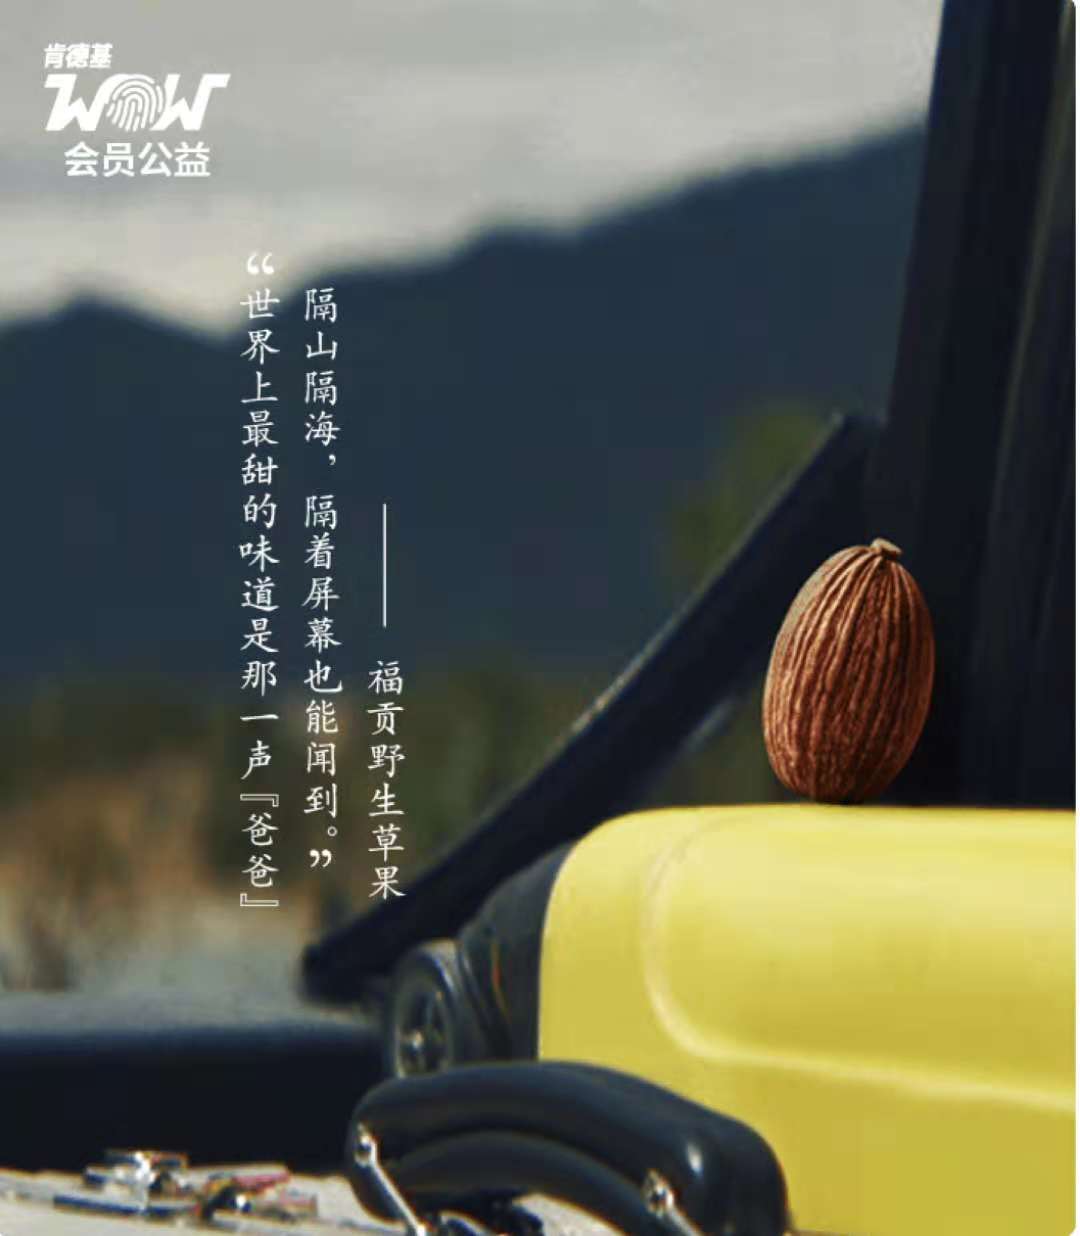 肯德基
WOW
会员公益
“世界上最甜的味道是那一声『爸爸』
隔山隔海，隔着屏幕也能闻到。”
——福贡野生草果